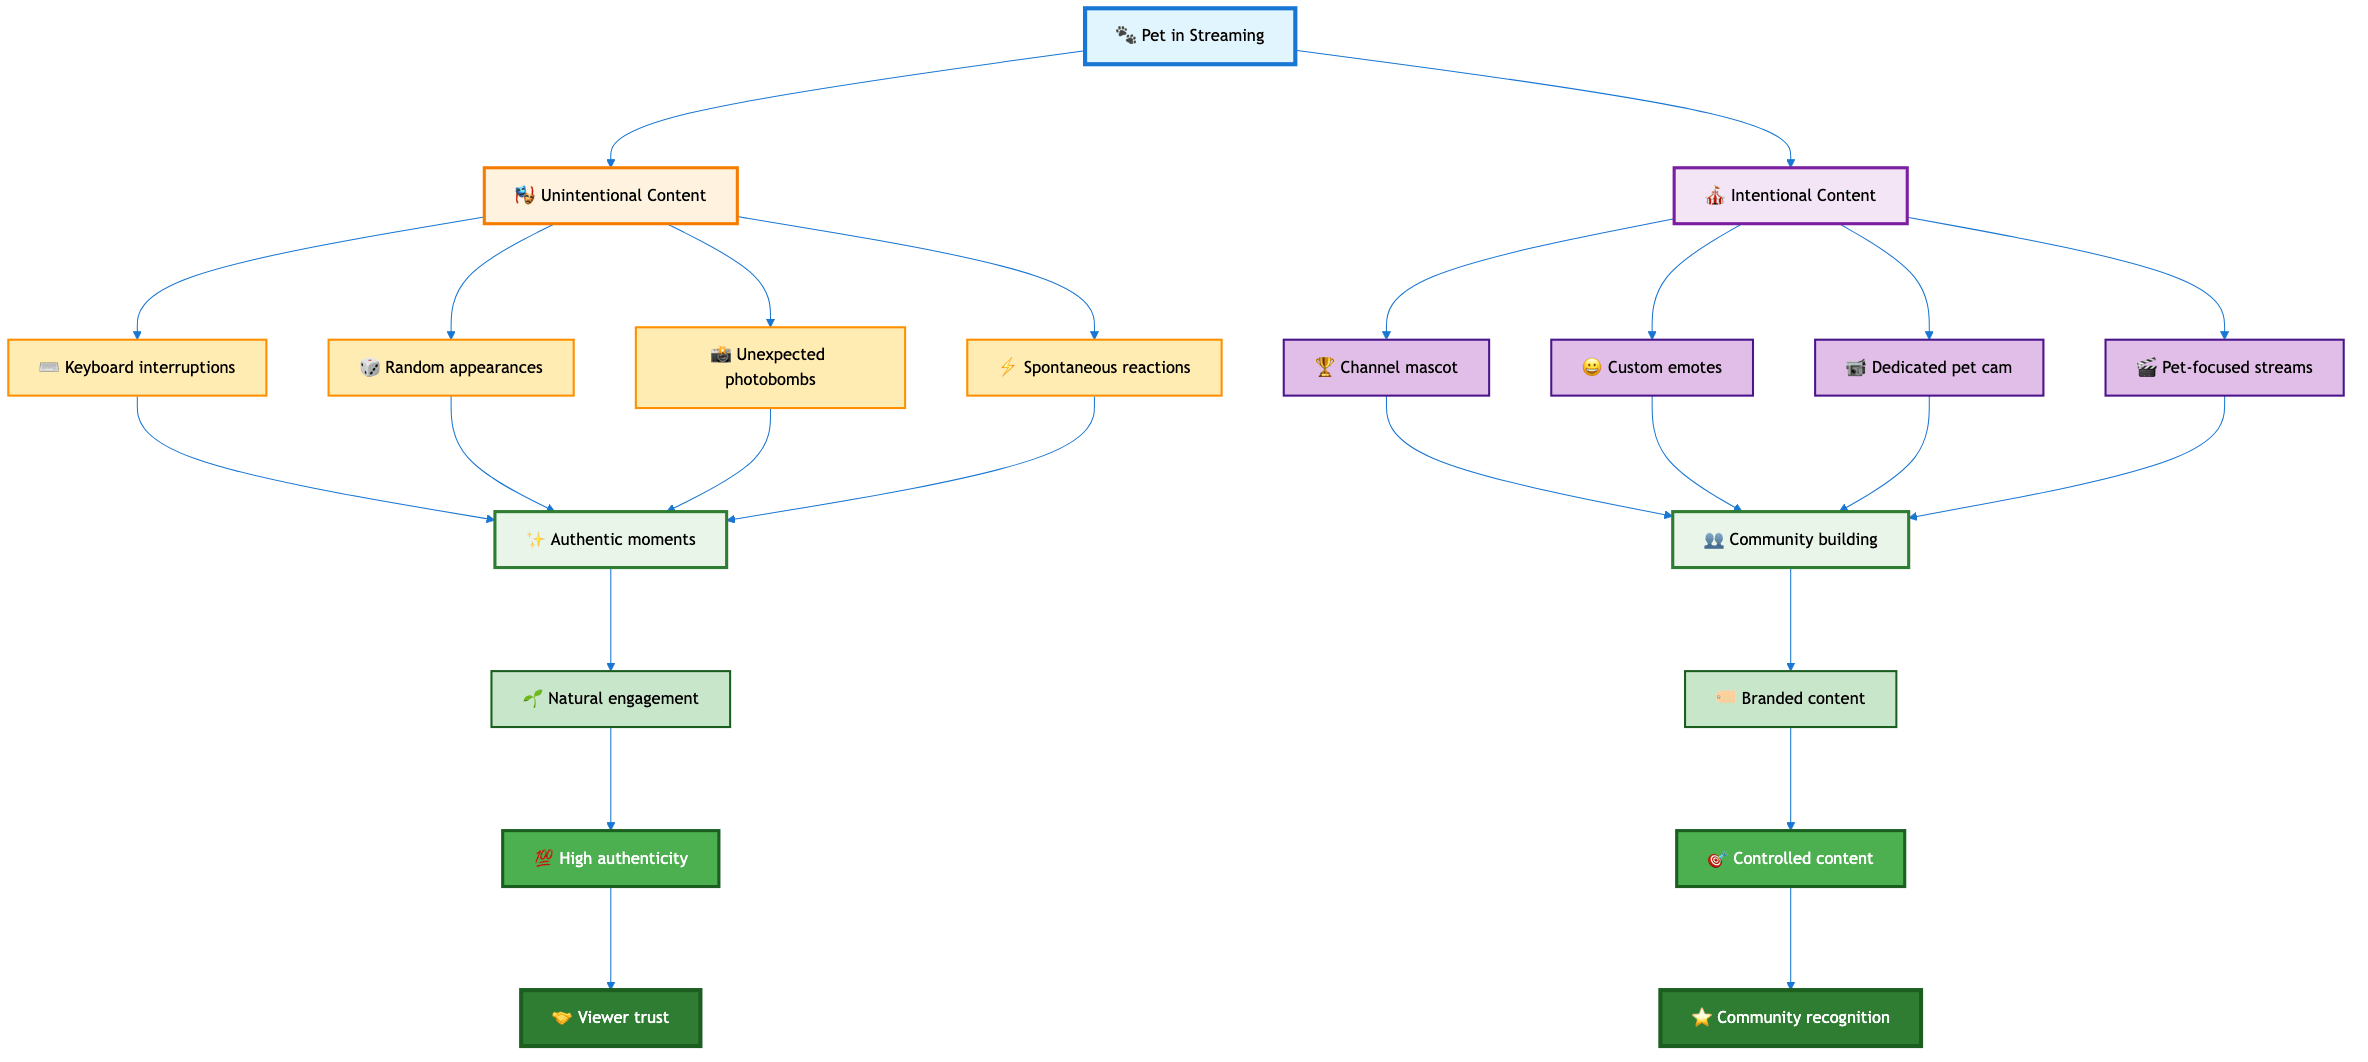 🐾 Pet in Streaming
🎭 Unintentional Content
🎪 Intentional Content
⌨️ Keyboard interruptions
🎲 Random appearances
📸 Unexpected
photobombs
⚡ Spontaneous reactions
🏆 Channel mascot
😀 Custom emotes
📹 Dedicated pet cam
🎬 Pet-focused streams
✨ Authentic moments
👥 Community building
🌱 Natural engagement
🏷️ Branded content
💯 High authenticity
🎯 Controlled content
🤝 Viewer trust
⭐ Community recognition